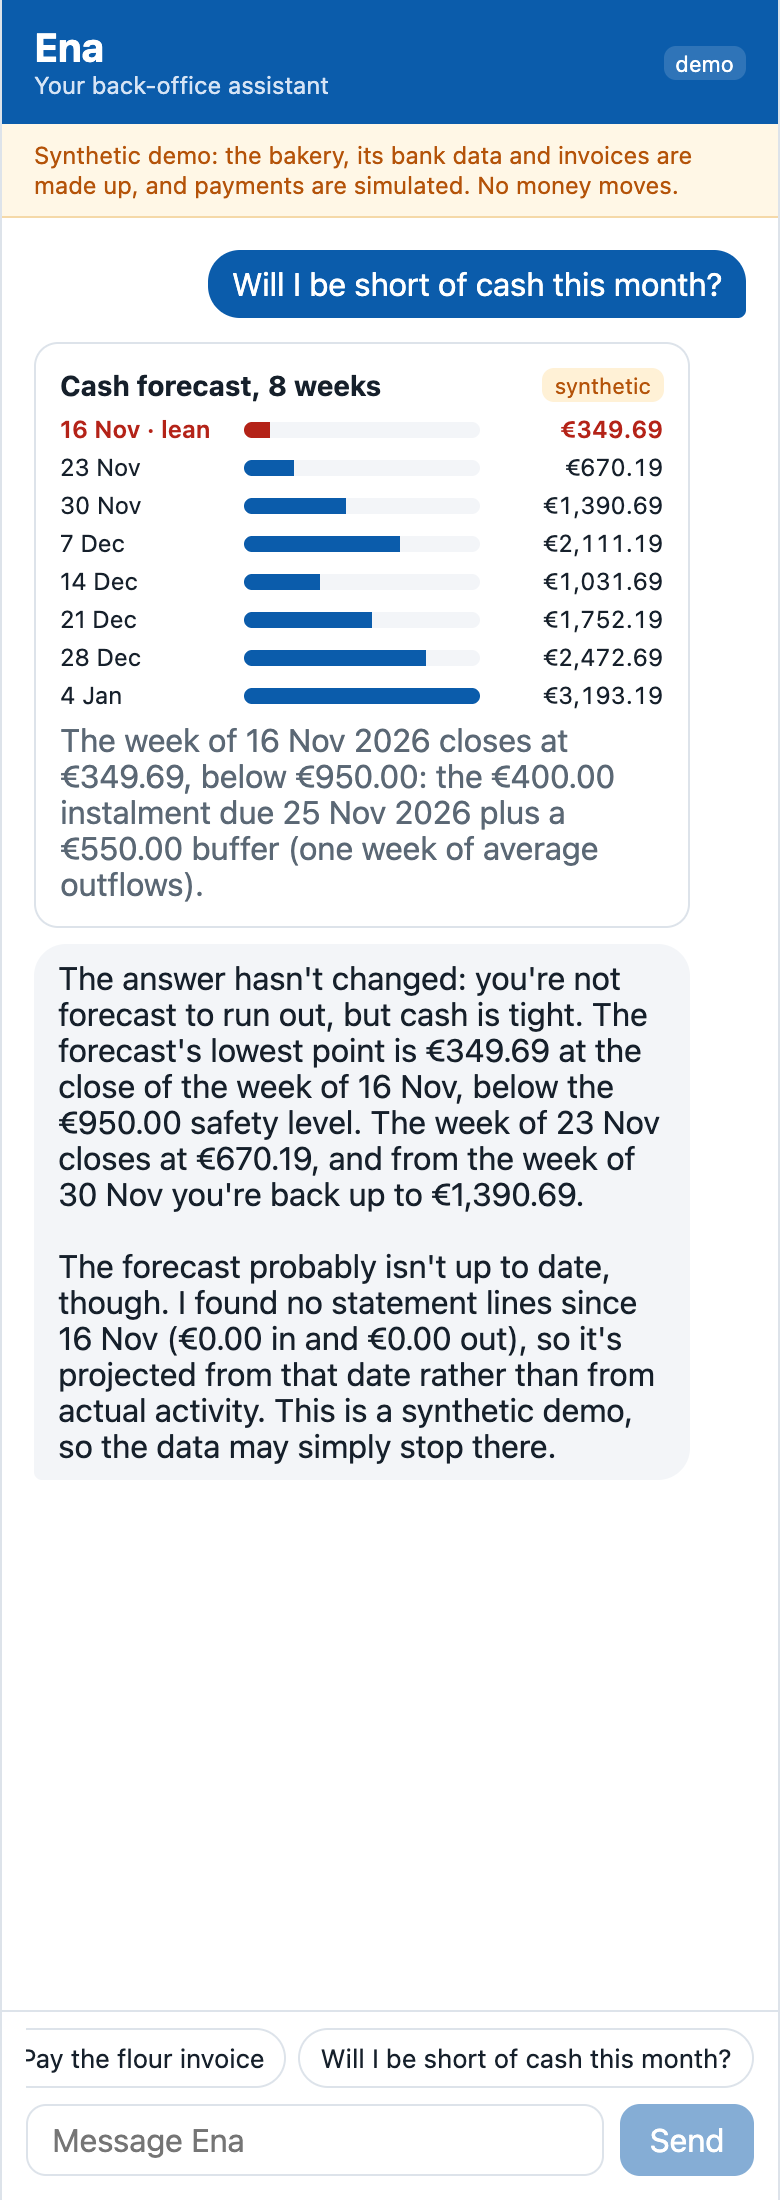 Ena
Your back-office assistant
demo
Synthetic demo: the bakery, its bank data and invoices are
made up, and payments are simulated. No money moves.
Will I be short of cash this month?
Cash forecast, 8 weeks
synthetic
16 Nov · lean €349.69
23 Nov €670.19
30 Nov €1,390.69
7 Dec €2,111.19
14 Dec €1,031.69
21 Dec €1,752.19
28 Dec €2,472.69
4 Jan €3,193.19
The week of 16 Nov 2026 closes at
€349.69, below €950.00: the €400.00
instalment due 25 Nov 2026 plus a
€550.00 buffer (one week of average
outflows).
The answer hasn't changed: you're not
forecast to run out, but cash is tight. The
forecast's lowest point is €349.69 at the
close of the week of 16 Nov, below the
€950.00 safety level. The week of 23 Nov
closes at €670.19, and from the week of
30 Nov you're back up to €1,390.69.
The forecast probably isn't up to date,
though. I found no statement lines since
16 Nov (€0.00 in and €0.00 out), so it's
projected from that date rather than from
actual activity. This is a synthetic demo,
so the data may simply stop there.
Pay the flour invoice
Will I be short of cash this month?
Message Ena
Send